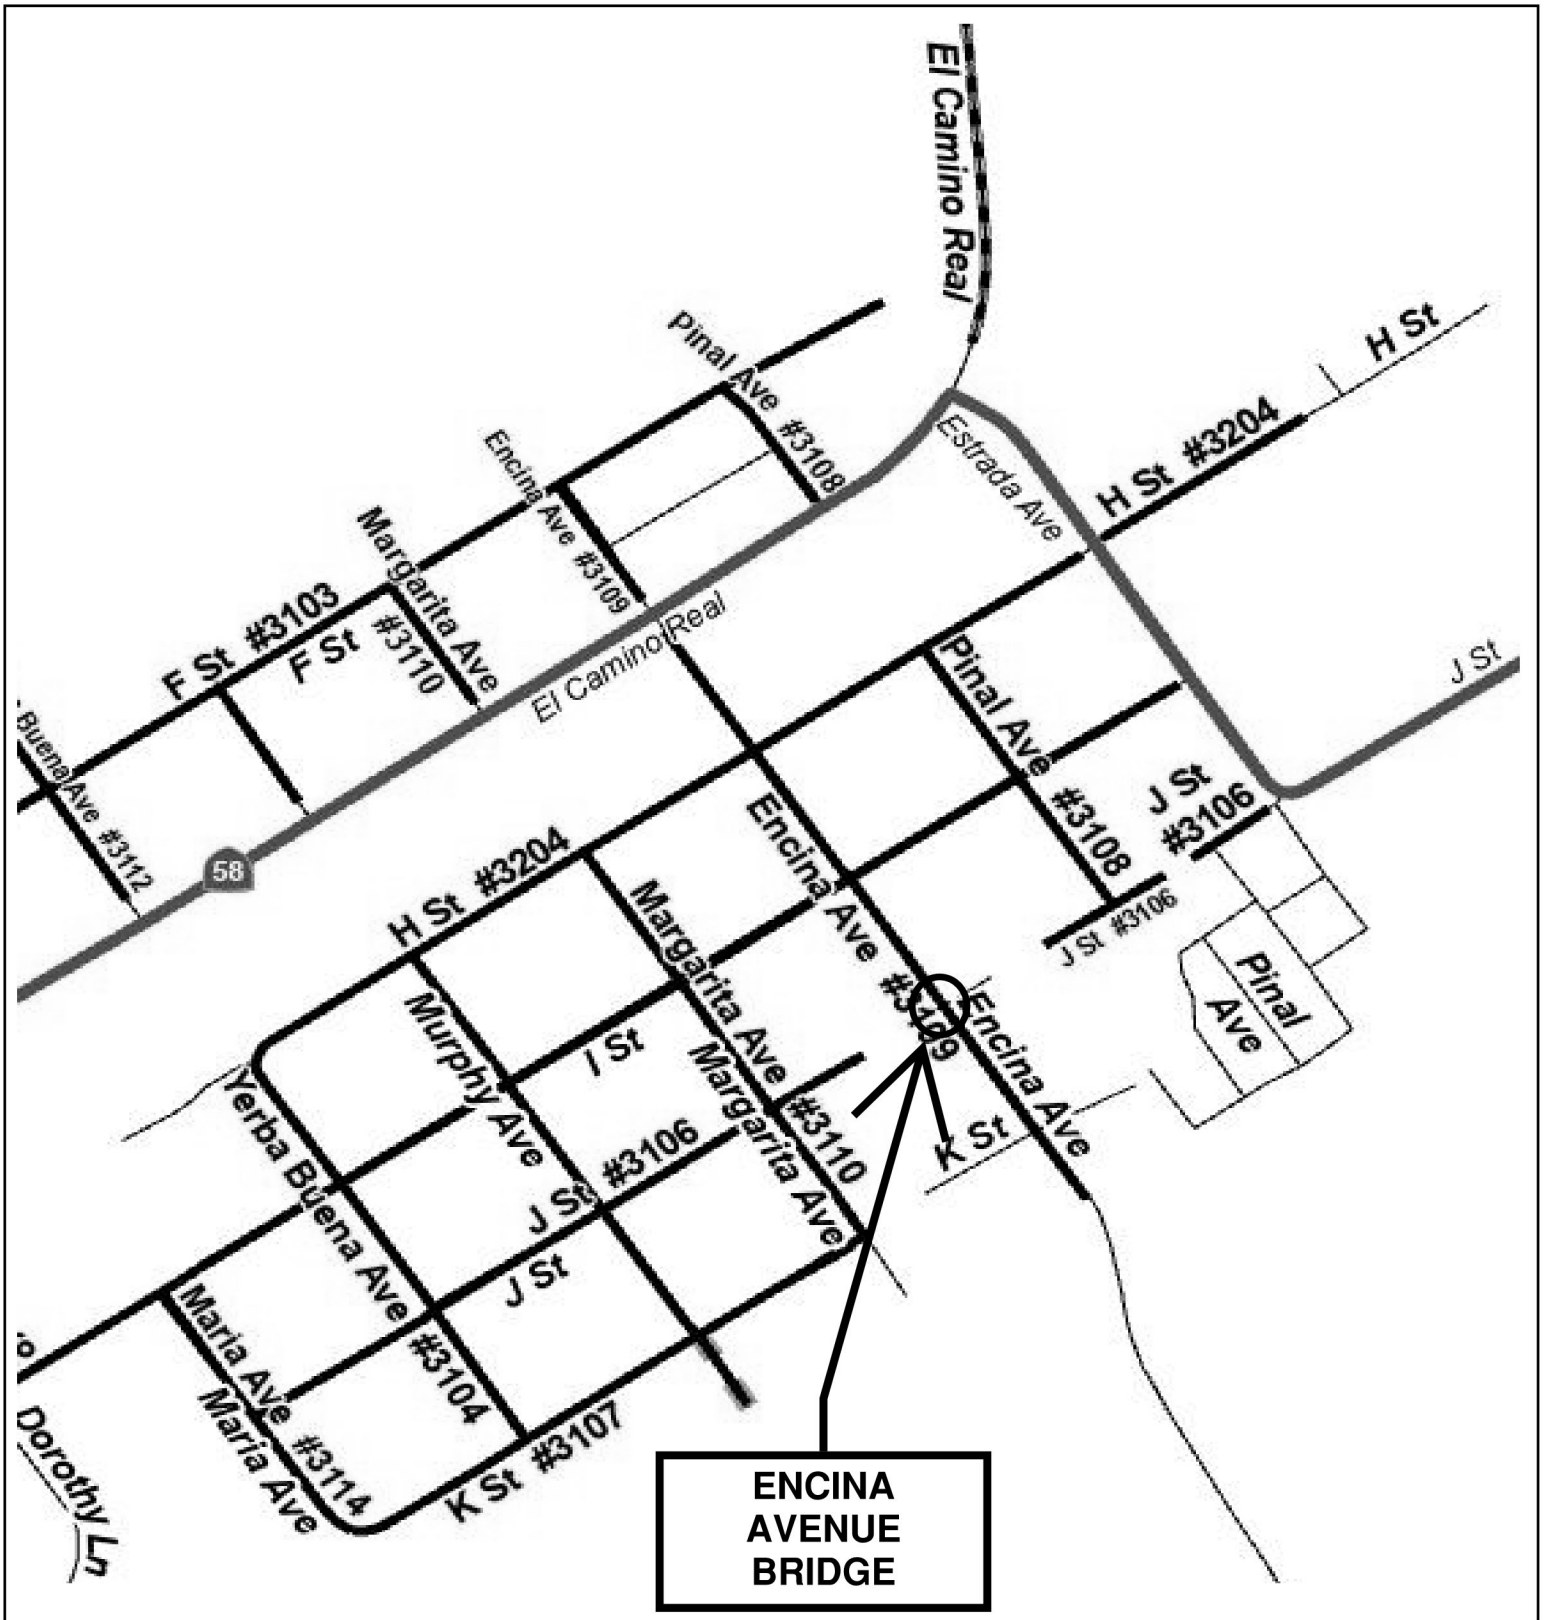 El Camino Real
H St
Pinal Ave #3108
H St #3204
Estrada Ave
Encina Ave #3109
Margarita Ave
#3110
F St #3103
F St
El Camino Real
J St
Buena Ave #3112
58
Pinal Ave #3108
J St
#3106
H St #3204
Encina Ave #3109
Margarita Ave #3110
J St #3106
Pinal
Ave
Murphy Ave
I St
Encina Ave
Margarita Ave
K St
Yerba Buena Ave #3104
J St #3106
J St
Maria Ave #3114
Maria Ave
K St #3107
Dorothy Ln
ENCINA
AVENUE
BRIDGE